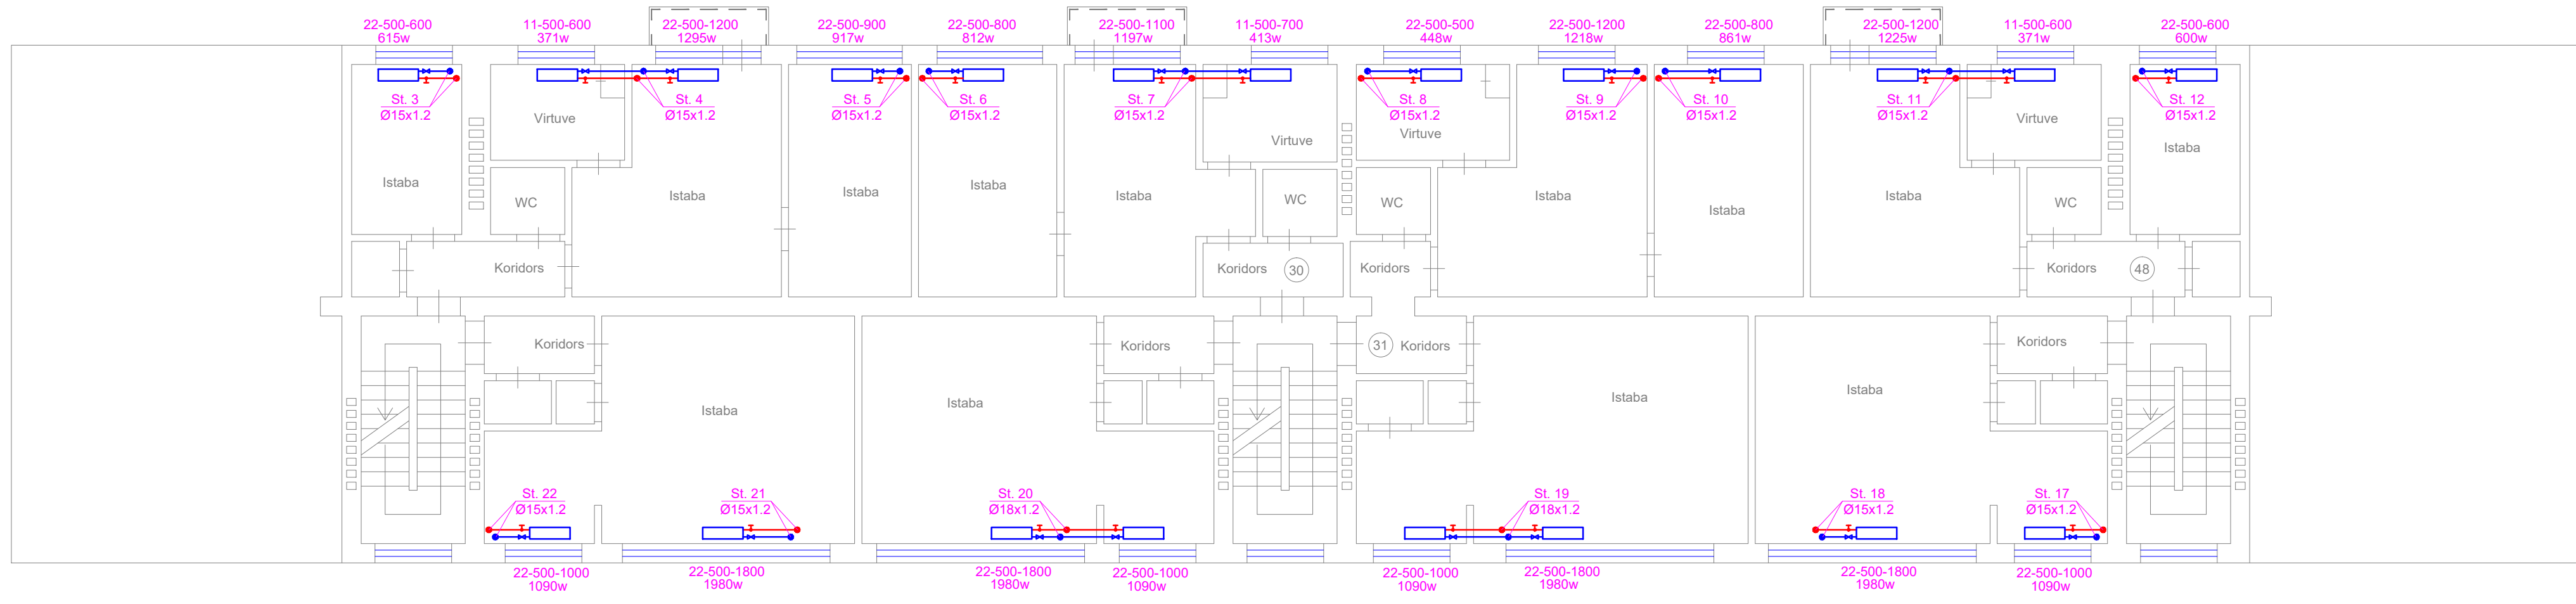 22-500-600
615w
11-500-600
371w
22-500-1200
1295w
22-500-900
917w
22-500-800
812w
22-500-1100
1197w
11-500-700
413w
22-500-500
448w
22-500-1200
1218w
22-500-800
861w
22-500-1200
1225w
11-500-600
371w
22-500-600
600w
St. 3
Ø15x1.2
St. 4
Ø15x1.2
St. 5
Ø15x1.2
St. 6
Ø15x1.2
St. 7
Ø15x1.2
St. 8
Ø15x1.2
St. 9
Ø15x1.2
St. 10
Ø15x1.2
St. 11
Ø15x1.2
St. 12
Ø15x1.2
Virtuve
Virtuve
Virtuve
Virtuve
Istaba
Istaba
Istaba
Istaba
Istaba
Istaba
Istaba
Istaba
Istaba
WC
WC
WC
WC
Koridors
Koridors
30
Koridors
Koridors
48
Koridors
Koridors
31
Koridors
Koridors
Istaba
Istaba
Istaba
Istaba
St. 22
Ø15x1.2
St. 21
Ø15x1.2
St. 20
Ø18x1.2
St. 19
Ø18x1.2
St. 18
Ø15x1.2
St. 17
Ø15x1.2
22-500-1000
1090w
22-500-1800
1980w
22-500-1800
1980w
22-500-1000
1090w
22-500-1000
1090w
22-500-1800
1980w
22-500-1800
1980w
22-500-1000
1090w